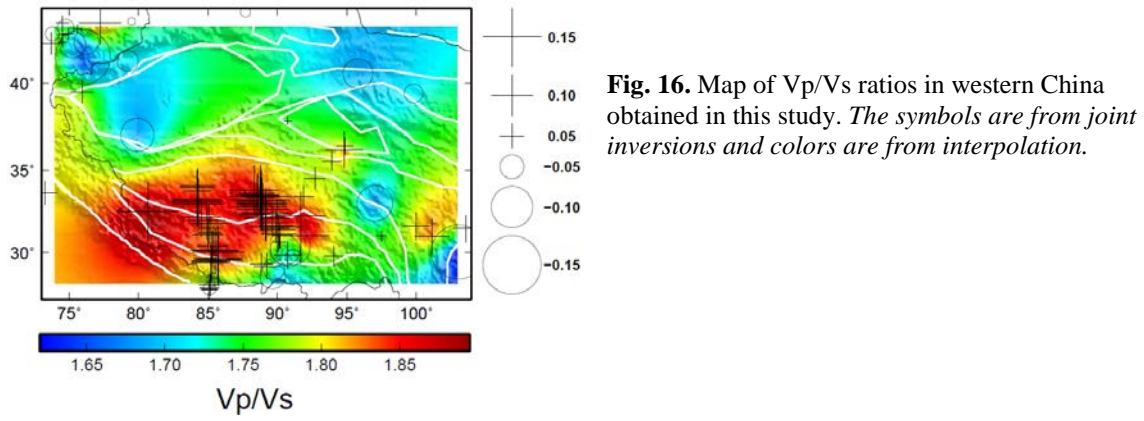 0.15
0.10
0.05
−0.05
−0.10
−0.15
40°
35°
30°
75° 80° 85° 90° 95° 100°
1.65 1.70 1.75 1.80 1.85
Vp/Vs
Fig. 16. Map of Vp/Vs ratios in western China
obtained in this study. The symbols are from joint
inversions and colors are from interpolation.